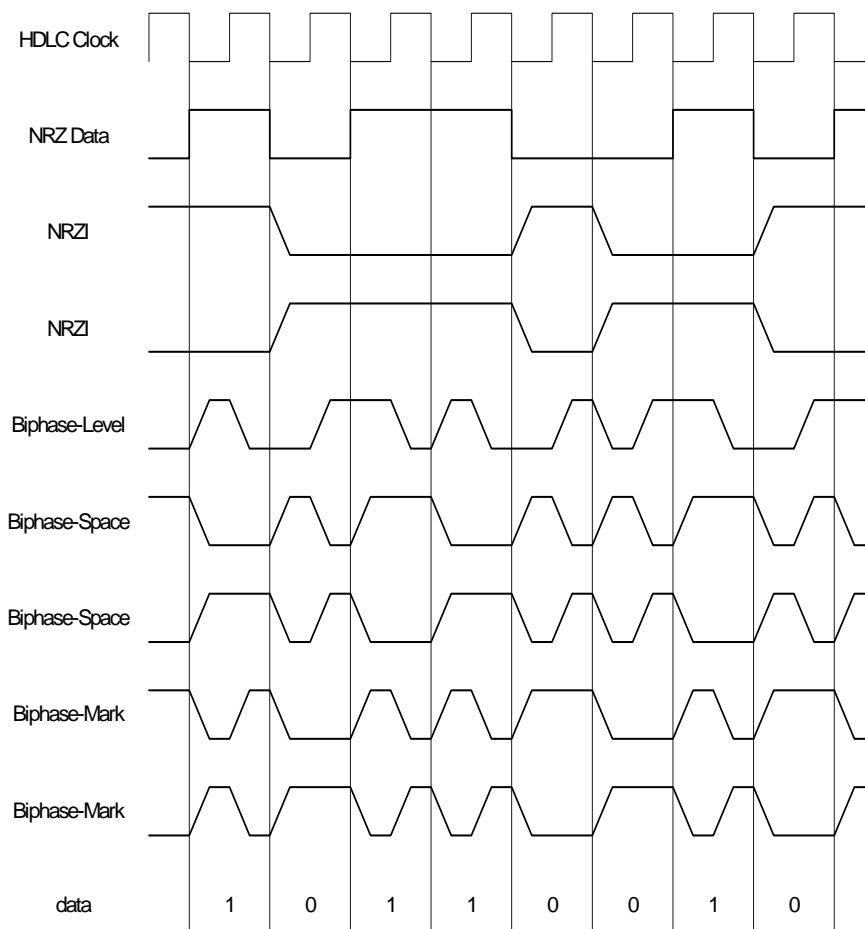 HDLC Clock
NRZ Data
NRZI
NRZI
Biphase-Level
Biphase-Space
Biphase-Space
Biphase-Mark
Biphase-Mark
data 1 0 1 1 0 0 1 0